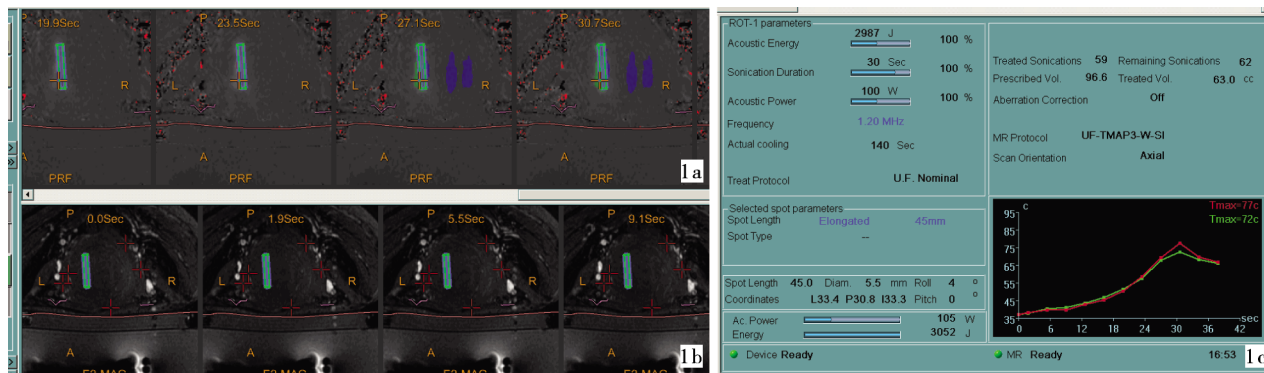 P P P P
19.9Sec 23.5Sec 27.1Sec 30.7Sec
R L R L R L R
A A A A
PRF PRF PRF PRF
1a
P P P P
0.0Sec 1.9Sec 5.5Sec 9.1Sec
L R L R L R L R
A A A A
1b
ROT-1 parameters
Acoustic Energy 2987 J 100 %
Sonication Duration 30 Sec 100 %
Acoustic Power 100 W 100 %
Frequency 1.20 MHz
Actual cooling 140 Sec
Treat Protocol U.F. Nominal
Selected spot parameters
Spot Length Elongated 45mm
Spot Type --
Spot Length 45.0 Diam. 5.5 mm Roll 4 o
Coordinates L33.4 P30.8 I33.3 Pitch 0 o
Ac. Power 105 W
Energy 3052 J
Device Ready
Treated Sonications 59 Remaining Sonications 62
Prescribed Vol. 96.6 Treated Vol. 63.0 cc
Aberration Correction Off
MR Protocol UF-TMAP3-W-SI
Scan Orientation Axial
c
Tmax=77c
Tmax=72c
95
85
75
65
55
45
35
0 6 12 18 24 30 36 42
sec
MR Ready 16:53